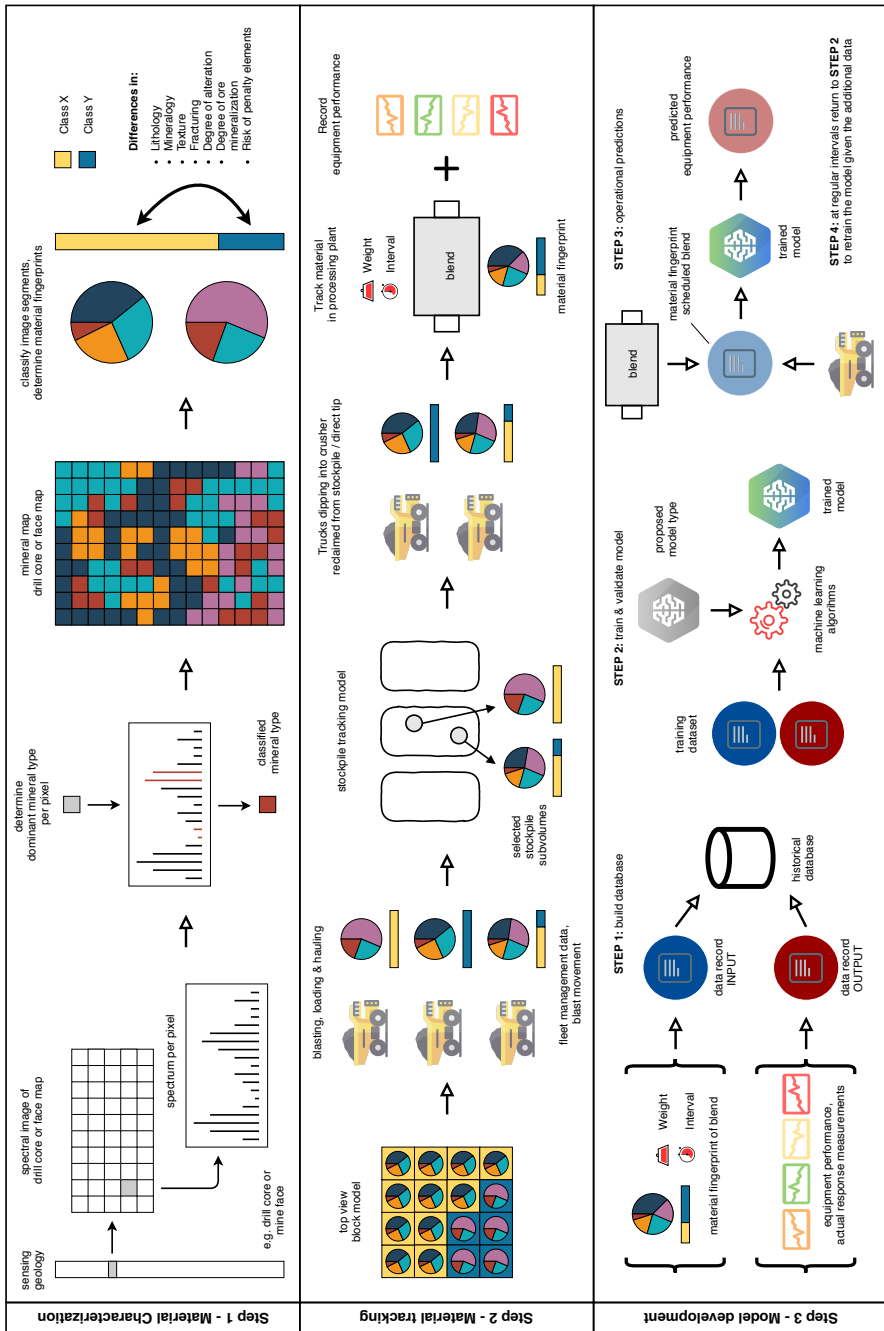 Step 1 - Material Characterization
sensing
geology
e.g. drill core or
mine face
spectral image of
drill core or face map
spectrum per pixel
determine
dominant mineral type
per pixel
classified
mineral type
mineral map
drill core or face map
classify image segments,
determine material fingerprints
Class X
Class Y
Differences in:
• Lithology
• Mineralogy
• Texture
• Fracturing
• Degree of alteration
• Degree of ore
mineralization
• Risk of penalty elements
Step 2 - Material tracking
top view
block model
blasting, loading & hauling
fleet management data,
blast movement
stockpile tracking model
selected
stockpile
subvolumes
Trucks dipping into crusher
reclaimed from stockpile / direct tip
Track material
in processing plant
Weight
Interval
blend
material fingerprint
Record
equipment performance
Step 3 - Model development
STEP 1: build database
Weight
Interval
material fingerprint of blend
equipment performance,
actual response measurements
data record
INPUT
data record
OUTPUT
historical
database
STEP 2: train & validate model
training
dataset
proposed
model type
machine learning
algorihms
trained
model
STEP 3: operational predictions
blend
material fingerprint
scheduled blend
trained
model
predicted
equipment performance
STEP 4: at regular intervals return to STEP 2
to retrain the model given the additional data